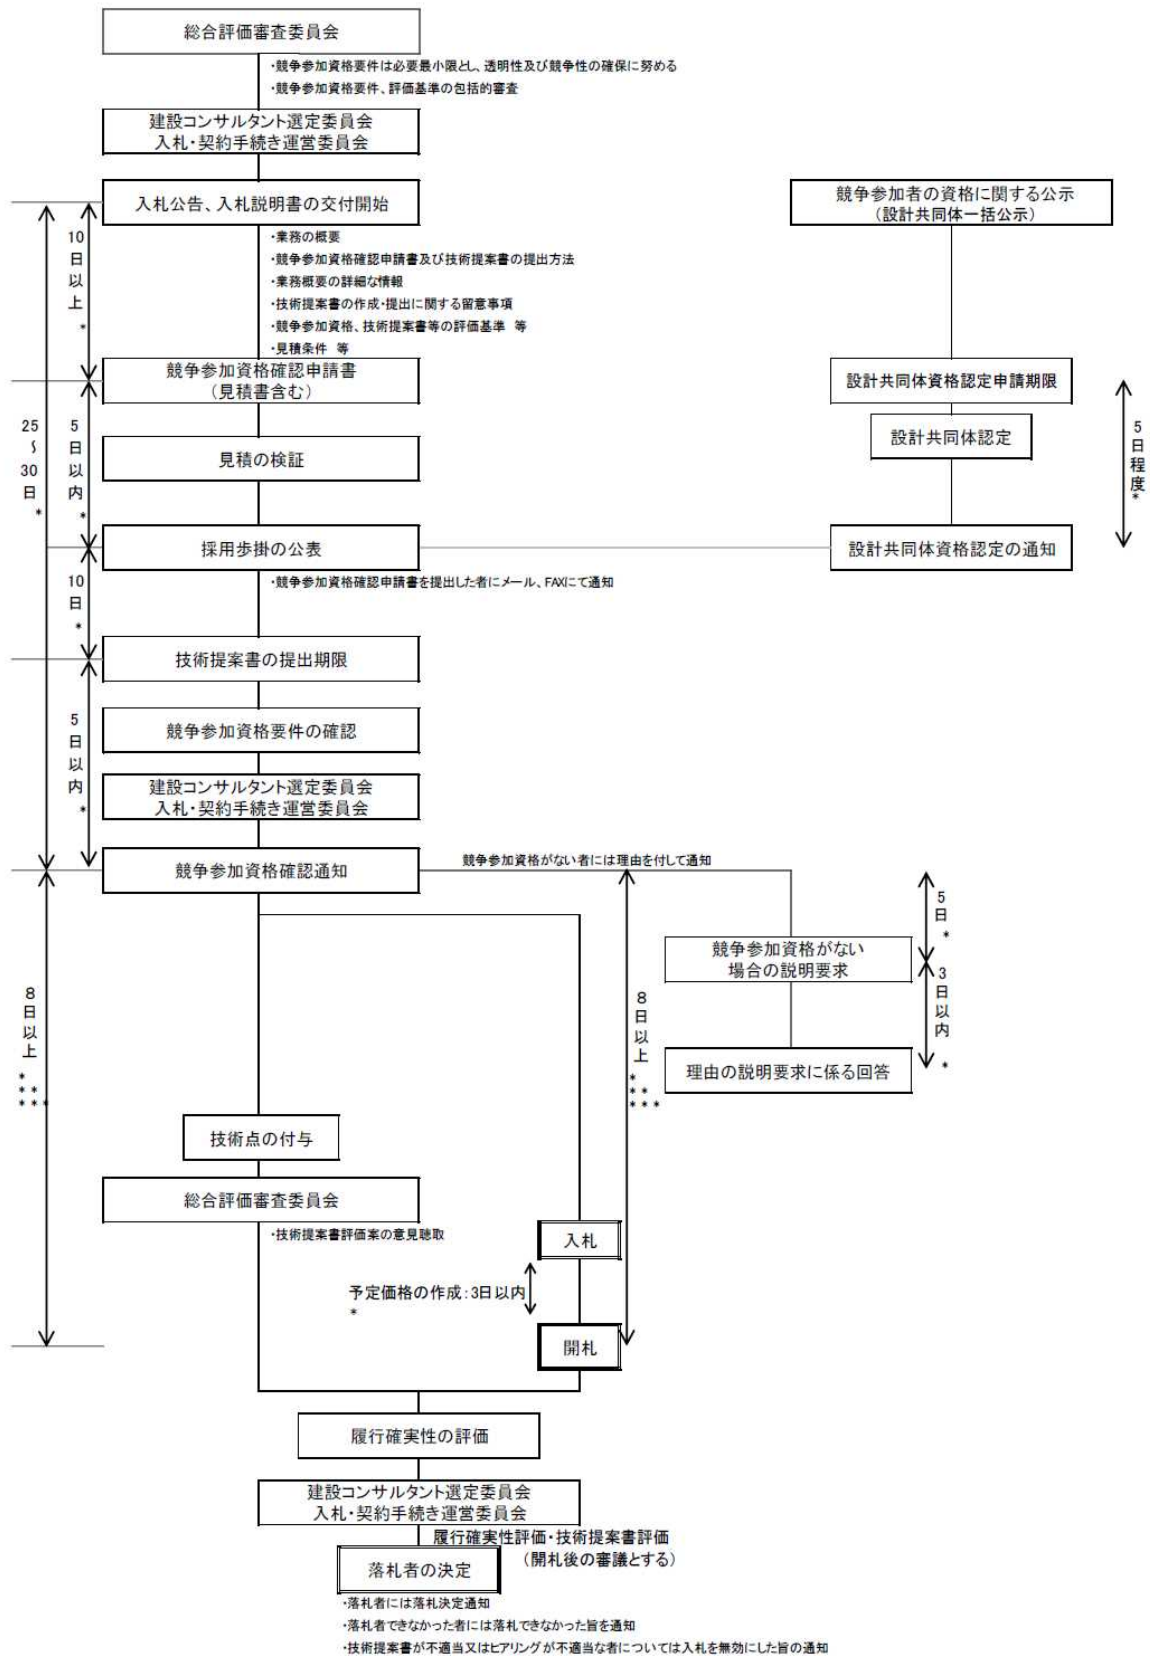 総合評価審査委員会
・競争参加資格要件は必要最小限とし、透明性及び競争性の確保に努める
・競争参加資格要件、評価基準の包括的審査
建設コンサルタント選定委員会
入札・契約手続き運営委員会
入札公告、入札説明書の交付開始
競争参加者の資格に関する公示
（設計共同体一括公示）
10日以上 *
・業務の概要
・競争参加資格確認申請書及び技術提案書の提出方法
・業務概要の詳細な情報
・技術提案書の作成・提出に関する留意事項
・競争参加資格、技術提案書等の評価基準　等
・見積条件　等
競争参加資格確認申請書
（見積書含む）
設計共同体資格認定申請期限
25～30日 *
5日以内 *
設計共同体認定
5日程度*
見積の検証
採用歩掛の公表
設計共同体資格認定の通知
・競争参加資格確認申請書を提出した者にメール、FAXにて通知
10日 *
技術提案書の提出期限
5日以内 *
競争参加資格要件の確認
建設コンサルタント選定委員会
入札・契約手続き運営委員会
競争参加資格確認通知
競争参加資格がない者には理由を付して通知
5日 *
競争参加資格がない
場合の説明要求
3日以内 *
8日以上
*
* *
* * *
8日以上
*
* *
* * *
理由の説明要求に係る回答
技術点の付与
総合評価審査委員会
・技術提案書評価案の意見聴取
入札
予定価格の作成：3日以内
*
開札
履行確実性の評価
建設コンサルタント選定委員会
入札・契約手続き運営委員会
履行確実性評価・技術提案書評価
（開札後の審議とする）
落札者の決定
・落札者には落札決定通知
・落札者できなかった者には落札できなかった旨を通知
・技術提案書が不適当又はヒアリングが不適当な者については入札を無効にした旨の通知